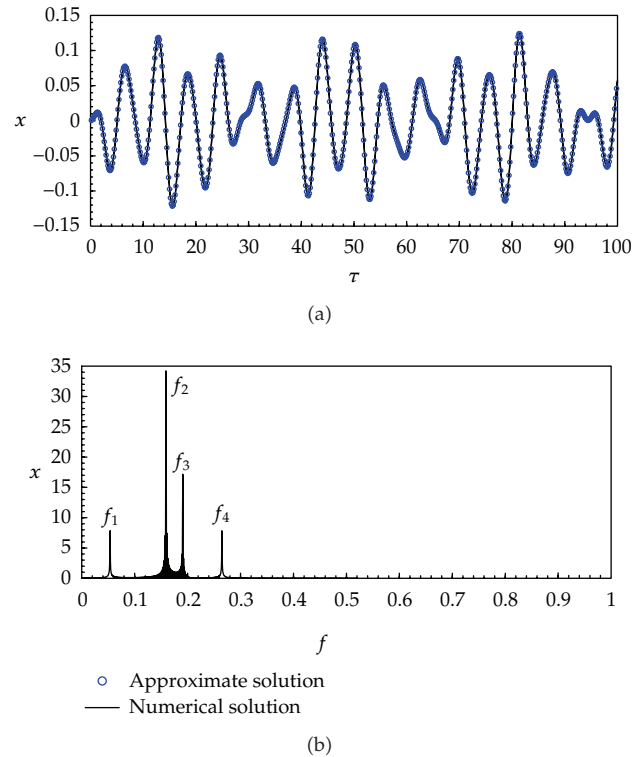 0.15
0.1
0.05
0
−0.05
−0.1
−0.15
x
0 10 20 30 40 50 60 70 80 90 100
τ
(a)
35
30
25
20
15
10
5
0
x
f1
f2
f3
f4
0 0.1 0.2 0.3 0.4 0.5 0.6 0.7 0.8 0.9 1
f
Approximate solution
Numerical solution
(b)